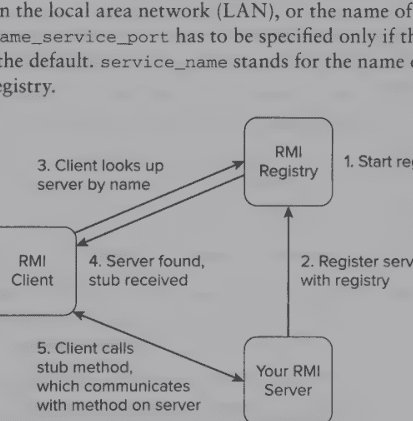 n the local area network (LAN), or the name of
ame_service_port has to be specified only if th
the default. service_name stands for the name
egistry.
3. Client looks up
server by name
RMI
Registry
1. Start reg
RMI
Client
4. Server found,
stub received
2. Register serv
with registry
5. Client calls
stub method,
which communicates
with method on server
Your RMI
Server